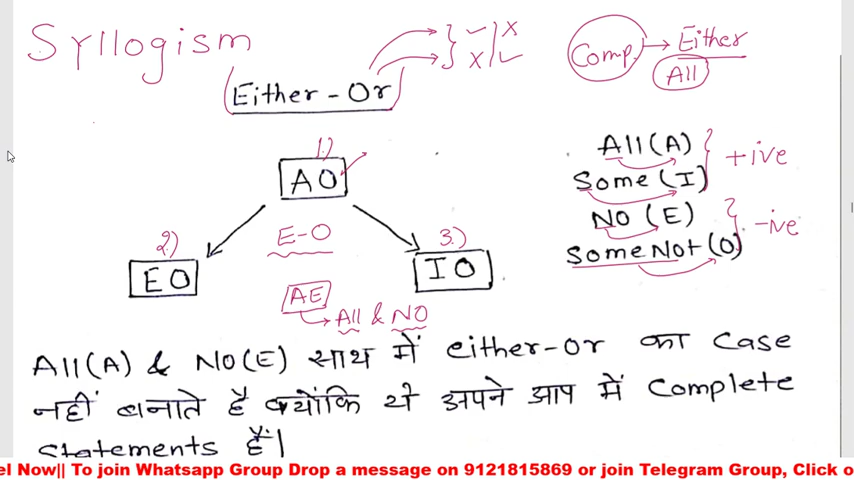 Syllogism
Either-Or
✓ | x
x | ✓
Comp. → Either
All
1.)
AO
2.)
EO
E-O
3.)
IO
AE
→ All & NO
All(A)
Some(I)
+ive
NO (E)
Some Not (O)
-ive
All(A) & NO(E) साथ में either-Or का case
नहीं बनाते है क्योंकि ये अपने आप में Complete
statements हैं।
el Now|| To join Whatsapp Group Drop a message on 9121815869 or join Telegram Group, Click o